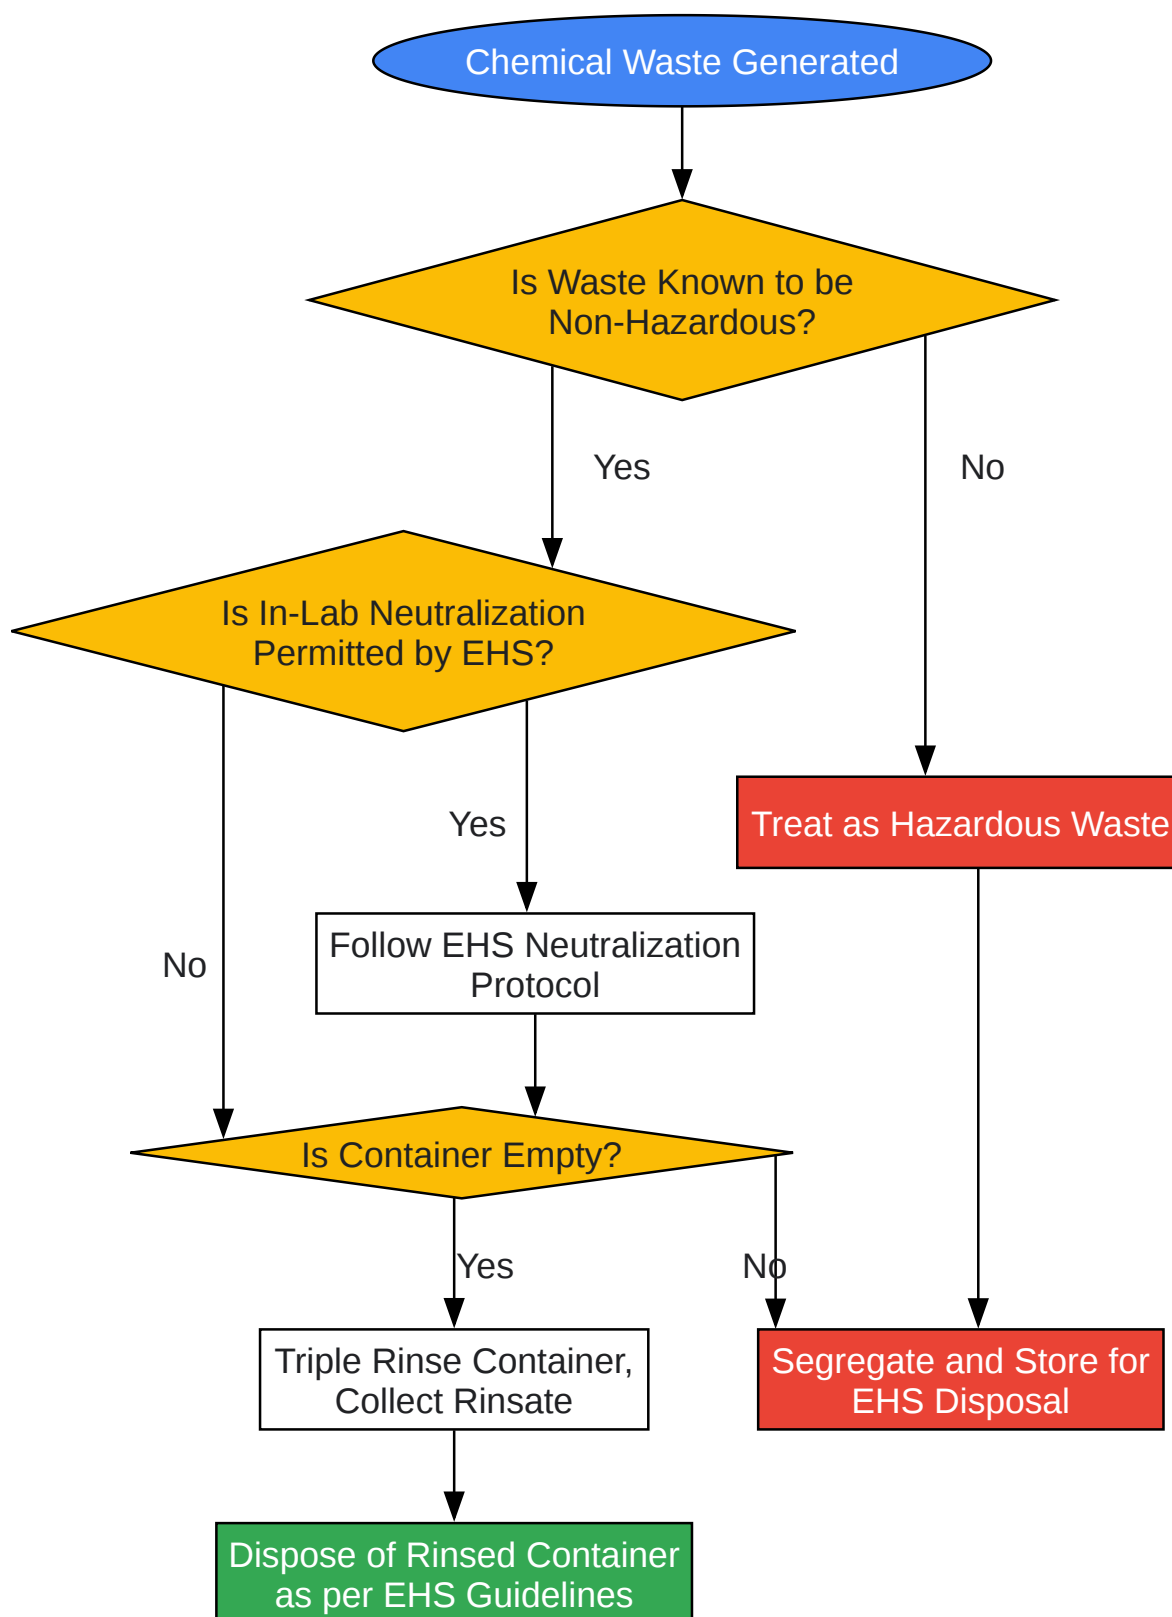 Chemical Waste Generated
Is Waste Known to be
Non-Hazardous?
Yes
No
Is In-Lab Neutralization
Permitted by EHS?
Yes
Treat as Hazardous Waste
Follow EHS Neutralization
Protocol
No
Is Container Empty?
Yes
No
Triple Rinse Container,
Collect Rinsate
Segregate and Store for
EHS Disposal
Dispose of Rinsed Container
as per EHS Guidelines